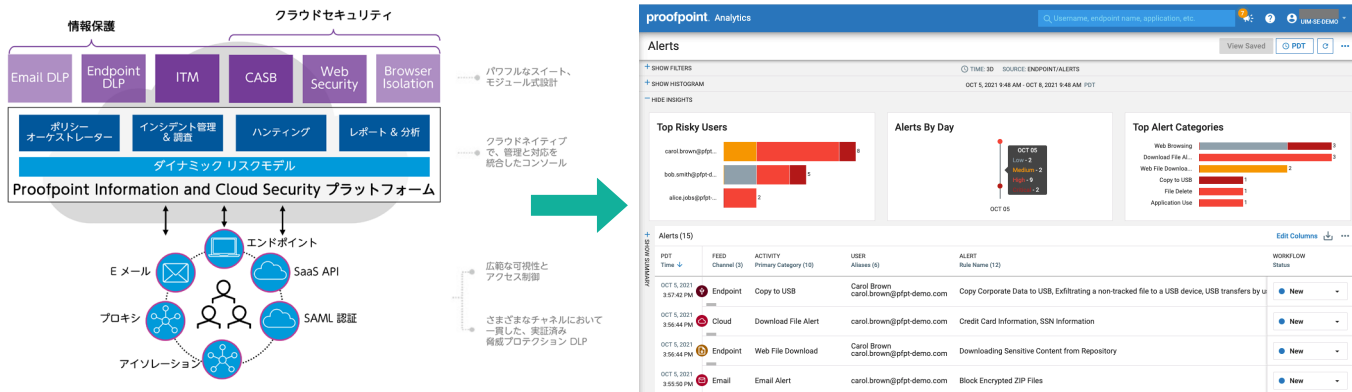 情報保護
クラウドセキュリティ
Email DLP
Endpoint
DLP
ITM
CASB
Web
Security
Browser
Isolation
パワフルなスイート、
モジュール式設計
ポリシー
オーケストレーター
インシデント管理
& 調査
ハンティング
レポート & 分析
クラウドネイティブ
で、管理と対応を
統合したコンソール
ダイナミック リスクモデル
Proofpoint Information and Cloud Security プラットフォーム
エンドポイント
E メール
SaaS API
プロキシ
SAML 認証
アイソレーション
広範な可視性と
アクセス制御
さまざまなチャネルにおいて
一貫した、実証済み
脅威プロテクション DLP
proofpoint. Analytics
Username, endpoint name, application, etc.
7
?
UIM-SE-DEMO
Alerts
View Saved
PDT
+ SHOW FILTERS
TIME: 3D SOURCE: ENDPOINT/ALERTS
+ SHOW HISTOGRAM
OCT 5, 2021 9:48 AM - OCT 8, 2021 9:48 AM PDT
— HIDE INSIGHTS
Top Risky Users
carol.brown@pfpt...
8
bob.smith@pfpt-d...
5
alice.jobs@pfpt-...
2
Alerts By Day
OCT 05
Low - 2
Medium - 2
High - 9
- 2
OCT 05
Top Alert Categories
Web Browsing
3
Download File Al...
3
Web File Downloa...
2
Copy to USB
1
File Delete
1
Application Use
1
+ SHOW SUMMARY
Alerts (15)
Edit Columns
PDT
Time ↓
FEED
Channel (3)
ACTIVITY
Primary Category (10)
USER
Aliases (6)
ALERT
Rule Name (12)
WORKFLOW
Status
OCT 5, 2021
3:57:42 PM
Endpoint
Copy to USB
Carol Brown
carol.brown@pfpt-demo.com
Copy Corporate Data to USB, Exfiltrating a non-tracked file to a USB device, USB transfers by u
New
OCT 5, 2021
3:56:44 PM
Cloud
Download File Alert
carol.brown@pfpt-demo.com
Credit Card Information, SSN Information
New
OCT 5, 2021
3:56:44 PM
Endpoint
Web File Download
Carol Brown
carol.brown@pfpt-demo.com
Downloading Sensitive Content from Repository
New
OCT 5, 2021
3:55:50 PM
Email
Email Alert
carol.brown@pfpt-demo.com
Block Encrypted ZIP Files
New